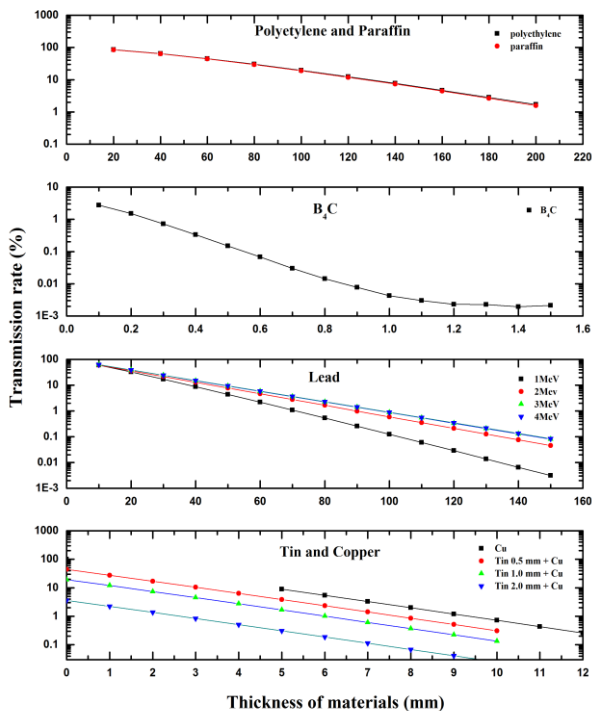 Polyetylene and Paraffin
polyethylene
paraffin
1000
100
10
1
0.1
0 20 40 60 80 100 120 140 160 180 200 220
B4C
B4C
10
1
0.1
0.01
1E-3
0.0 0.2 0.4 0.6 0.8 1.0 1.2 1.4 1.6
Transmission rate (%)
Lead
1MeV
2Mev
3MeV
4MeV
100
10
1
0.1
0.01
1E-3
0 20 40 60 80 100 120 140 160
Tin and Copper
Cu
Tin 0.5 mm + Cu
Tin 1.0 mm + Cu
Tin 2.0 mm + Cu
1000
100
10
1
0.1
0 1 2 3 4 5 6 7 8 9 10 11 12
Thickness of materials (mm)